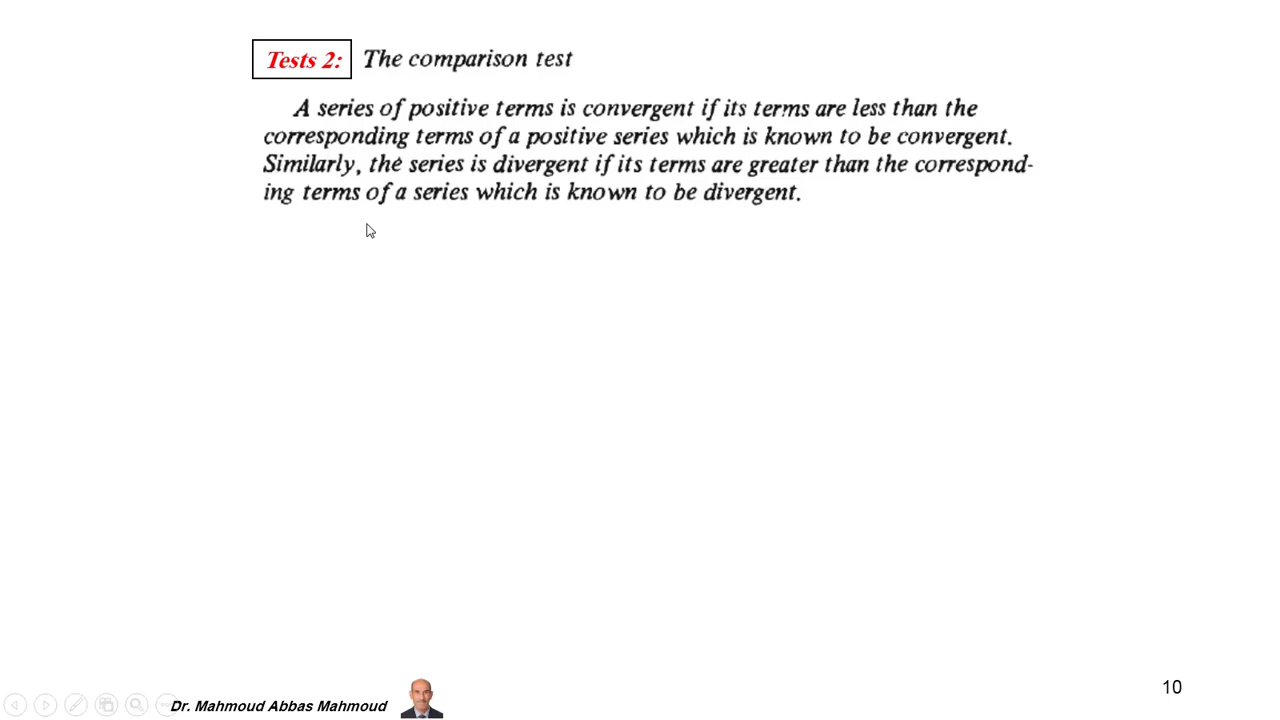 Tests 2: The comparison test
A series of positive terms is convergent if its terms are less than the
corresponding terms of a positive series which is known to be convergent.
Similarly, the series is divergent if its terms are greater than the correspond-
ing terms of a series which is known to be divergent.
10
Dr. Mahmoud Abbas Mahmoud